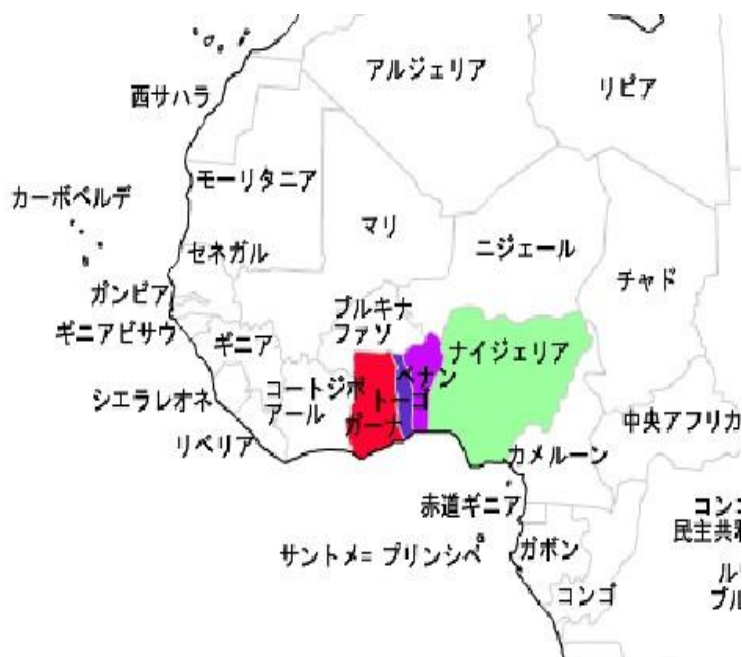 アルジェリア
リビア
西サハラ
モーリタニア
カーボベルデ
マリ
ニジェール
セネガル
チャド
ガンビア
ブルキナ
ファソ
ギニアビサウ
ギニア
ナイジェリア
ベナン
コートジボ
アール
トーゴ
シエラレオネ
ガーナ
中央アフリカ
リベリア
カメルーン
赤道ギニア
コンゴ
民主共和
サントメ= プリンシペ
ガボン
コンゴ
ル
ブル